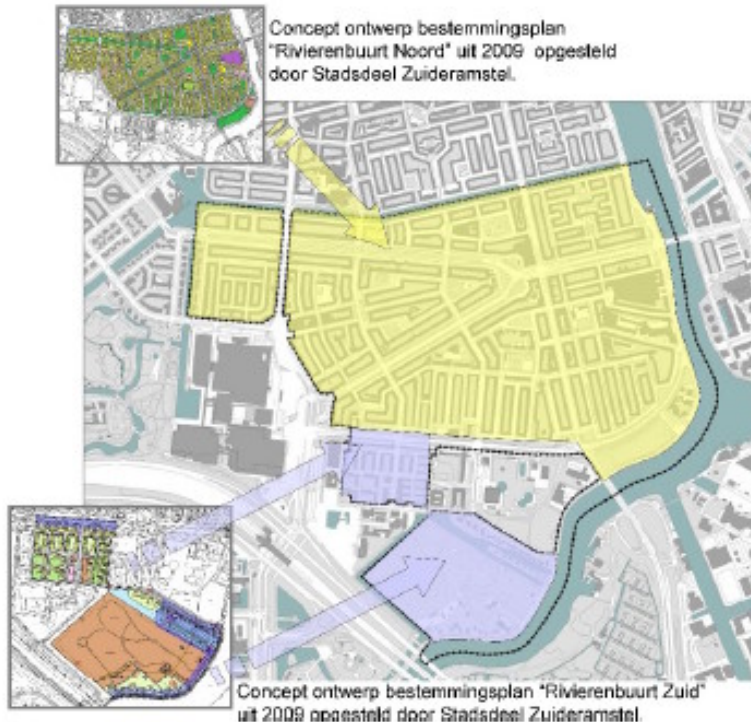 Concept ontwerp bestemmingsplan
“Rivierenbuurt Noord” uit 2009 opgesteld
door Stadsdeel Zuideramstel.
Concept ontwerp bestemmingsplan “Rivierenbuurt Zuid”
uit 2009 opgesteld door Stadsdeel Zuideramstel.